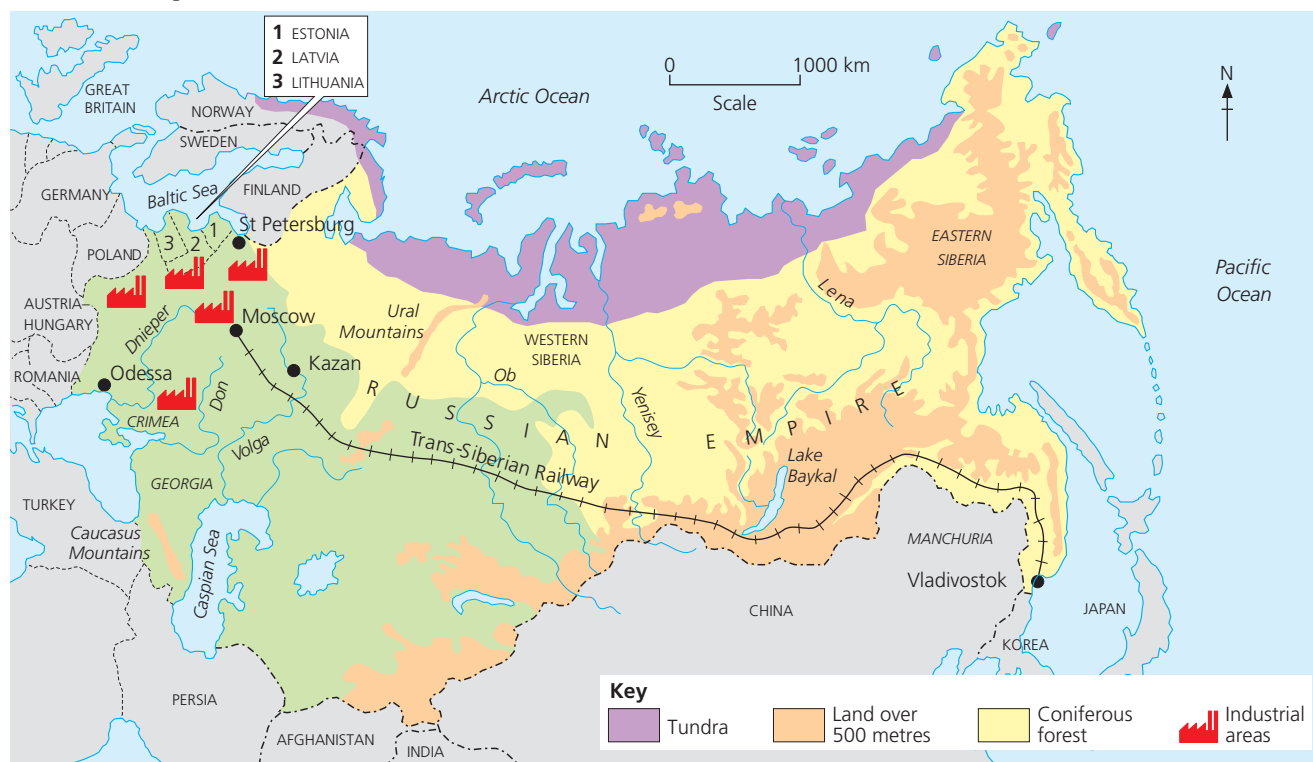 1 ESTONIA
2 LATVIA
3 LITHUANIA
GREAT
BRITAIN
NORWAY
SWEDEN
Arctic Ocean
0 1000 km
Scale
N
GERMANY
Baltic Sea
FINLAND
St Petersburg
3 2 1
POLAND
AUSTRIA-
HUNGARY
ROMANIA
Dnieper
Moscow
Kazan
Odessa
Don
CRIMEA
Volga
Ural
Mountains
WESTERN
SIBERIA
Ob
Yenisey
Lena
EASTERN
SIBERIA
Pacific
Ocean
RUSSIAN EMPIRE
Trans-Siberian Railway
Lake
Baykal
GEORGIA
TURKEY
Caucasus
Mountains
Caspian Sea
MANCHURIA
Vladivostok
CHINA
JAPAN
KOREA
PERSIA
AFGHANISTAN
INDIA
Key
Tundra
Land over
500 metres
Coniferous
forest
Industrial
areas